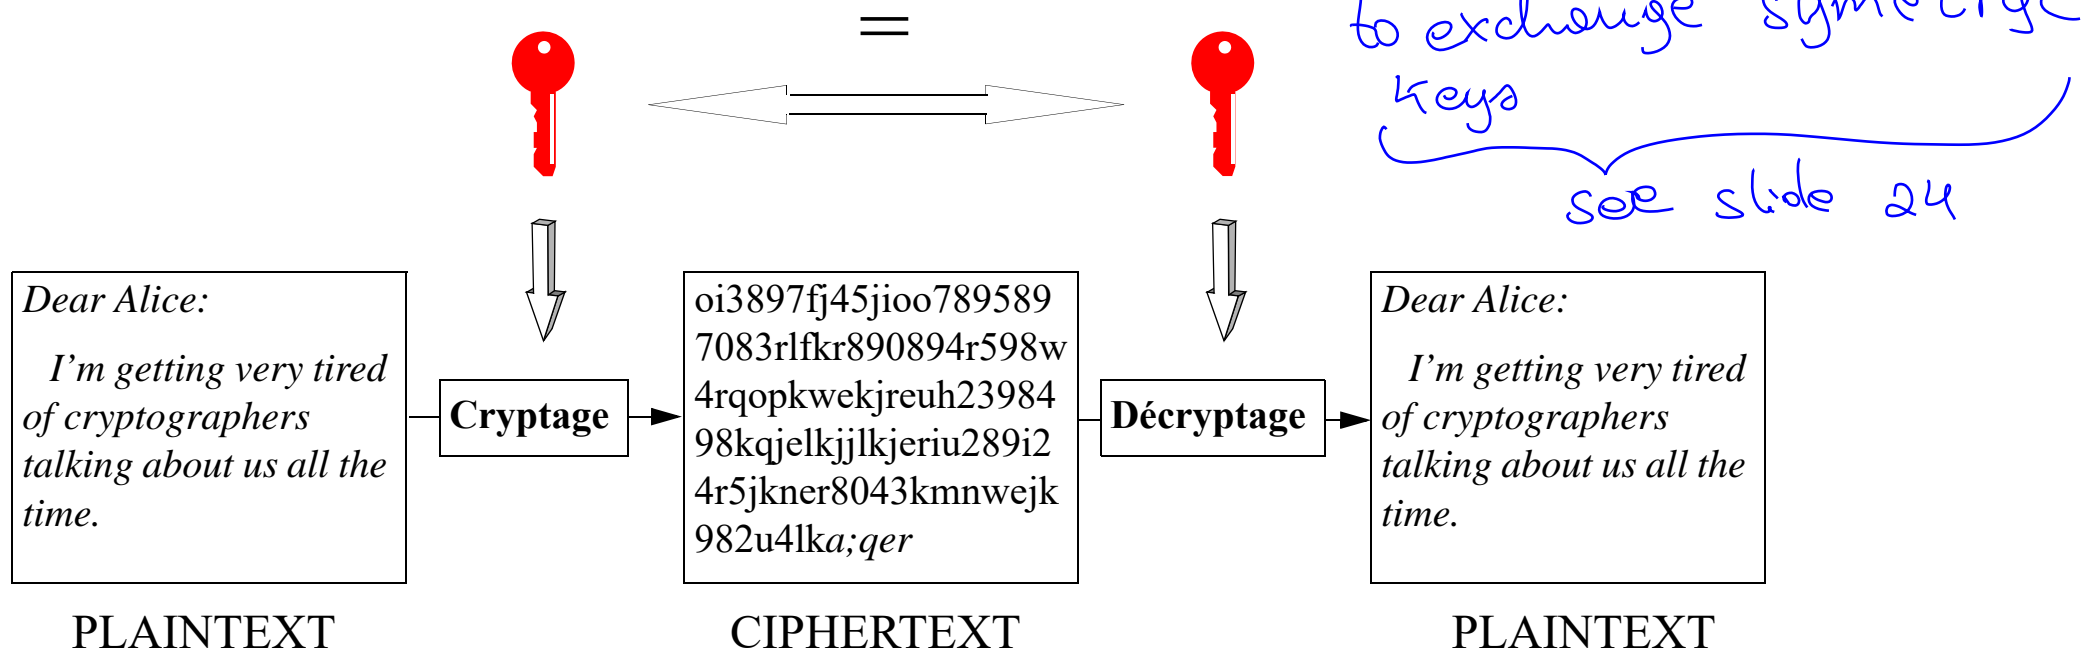 =
to exchange symetric
keys
see slide 24
Dear Alice:
I'm getting very tired
of cryptographers
talking about us all the
time.
Cryptage
oi3897fj45jioo789589
7083rlfkr890894r598w
4rqopkwekjreuh23984
98kqjelkjjlkjeriu289i2
4r5jkner8043kmnwejk
982u4lka;qer
Décryptage
Dear Alice:
I'm getting very tired
of cryptographers
talking about us all the
time.
PLAINTEXT
CIPHERTEXT
PLAINTEXT